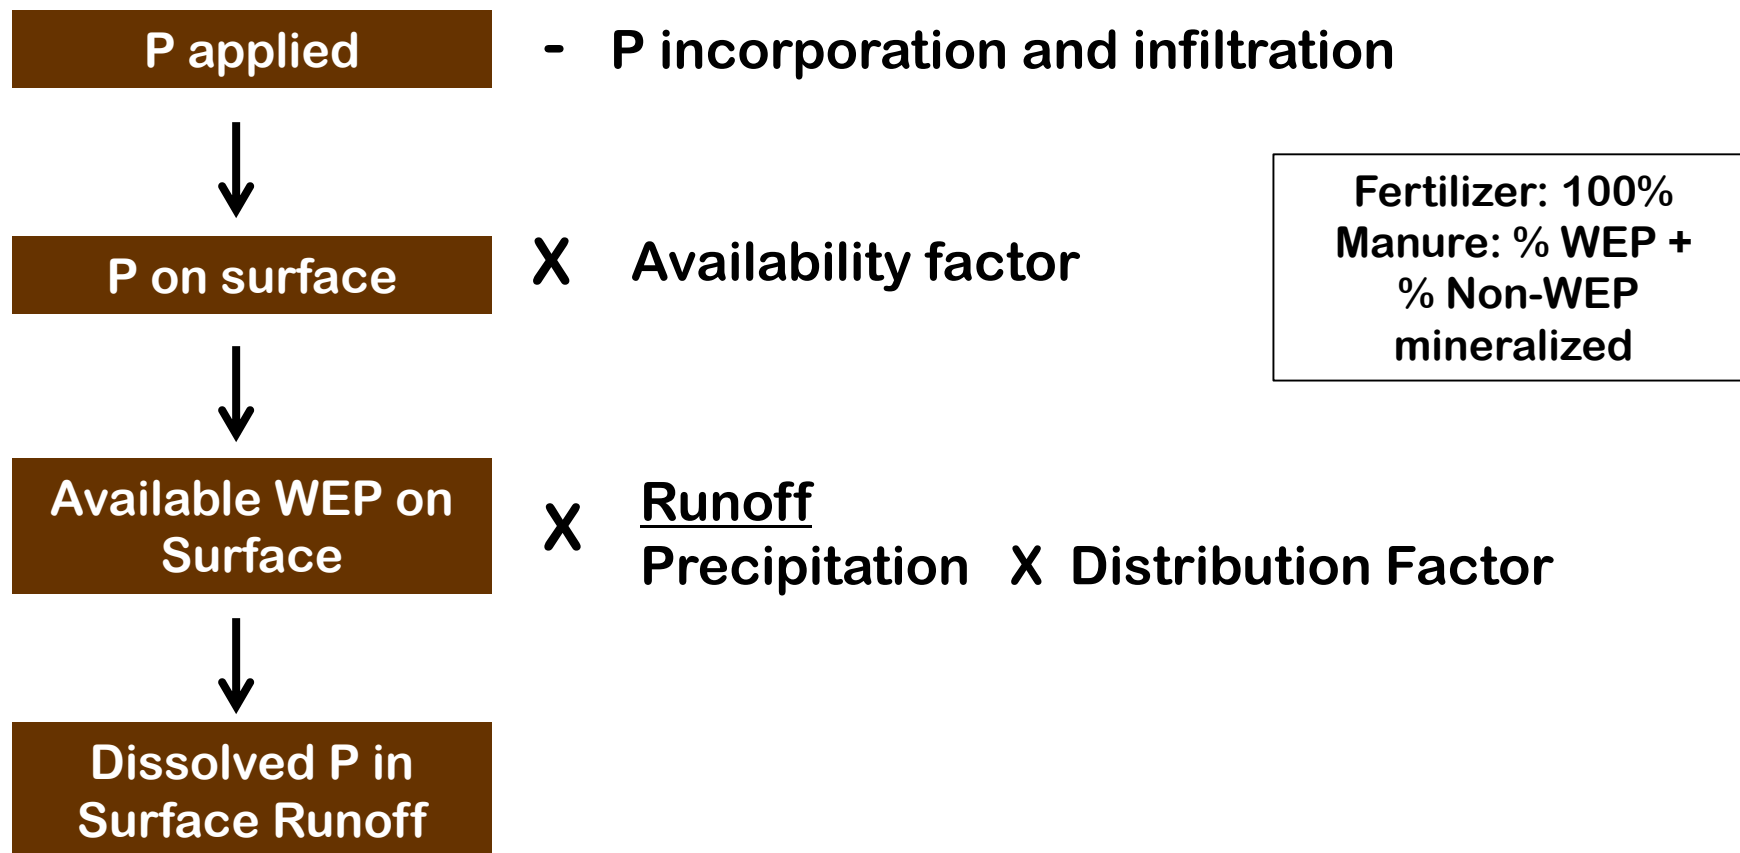 P applied
- P incorporation and infiltration
P on surface
X Availability factor
Fertilizer: 100%
Manure: % WEP +
% Non-WEP
mineralized
Available WEP on
Surface
X
Runoff
Precipitation X Distribution Factor
Dissolved P in
Surface Runoff